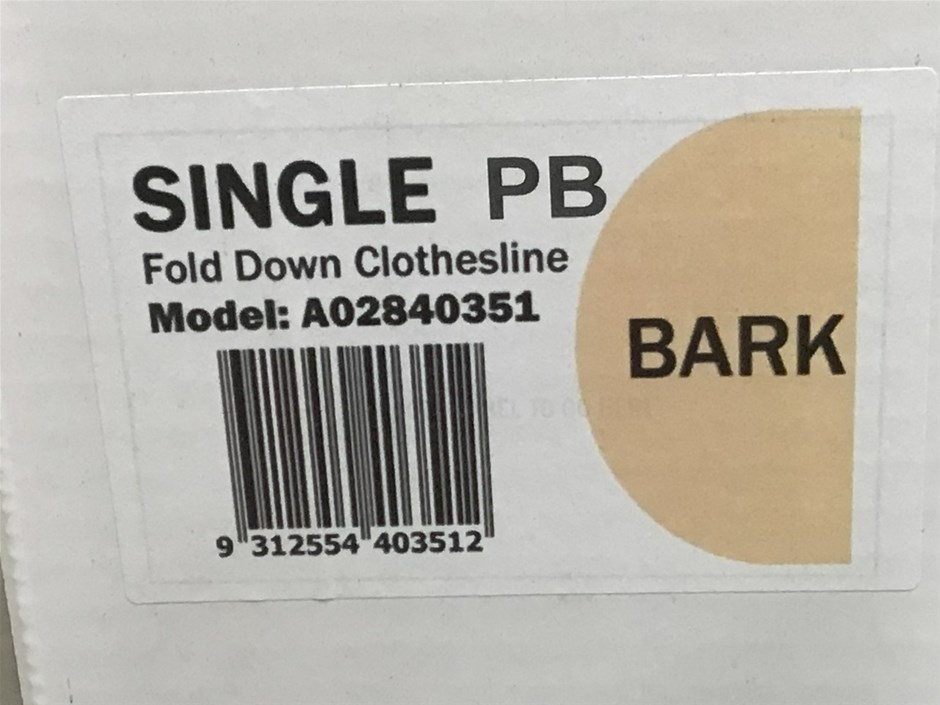 SINGLE PB
Fold Down Clothesline
Model: A02840351
BARK
9 312554 403512